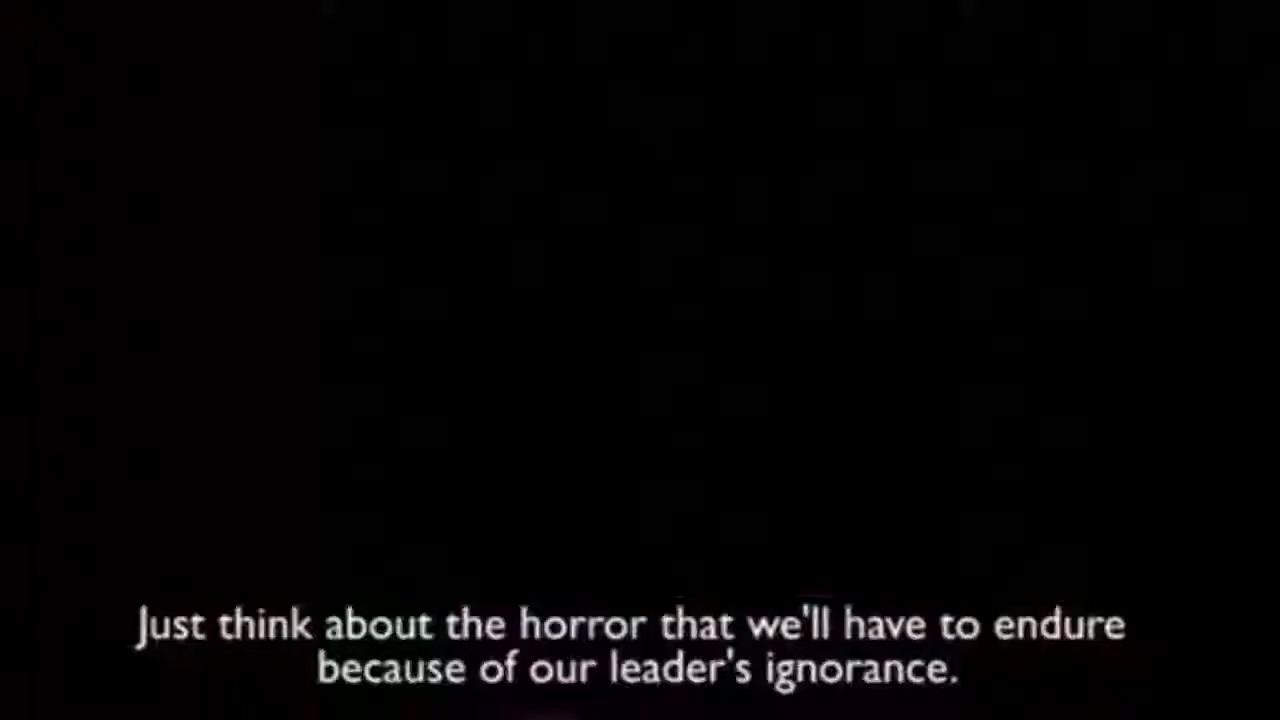 Just think about the horror that we'll have to endure
because of our leader's ignorance.